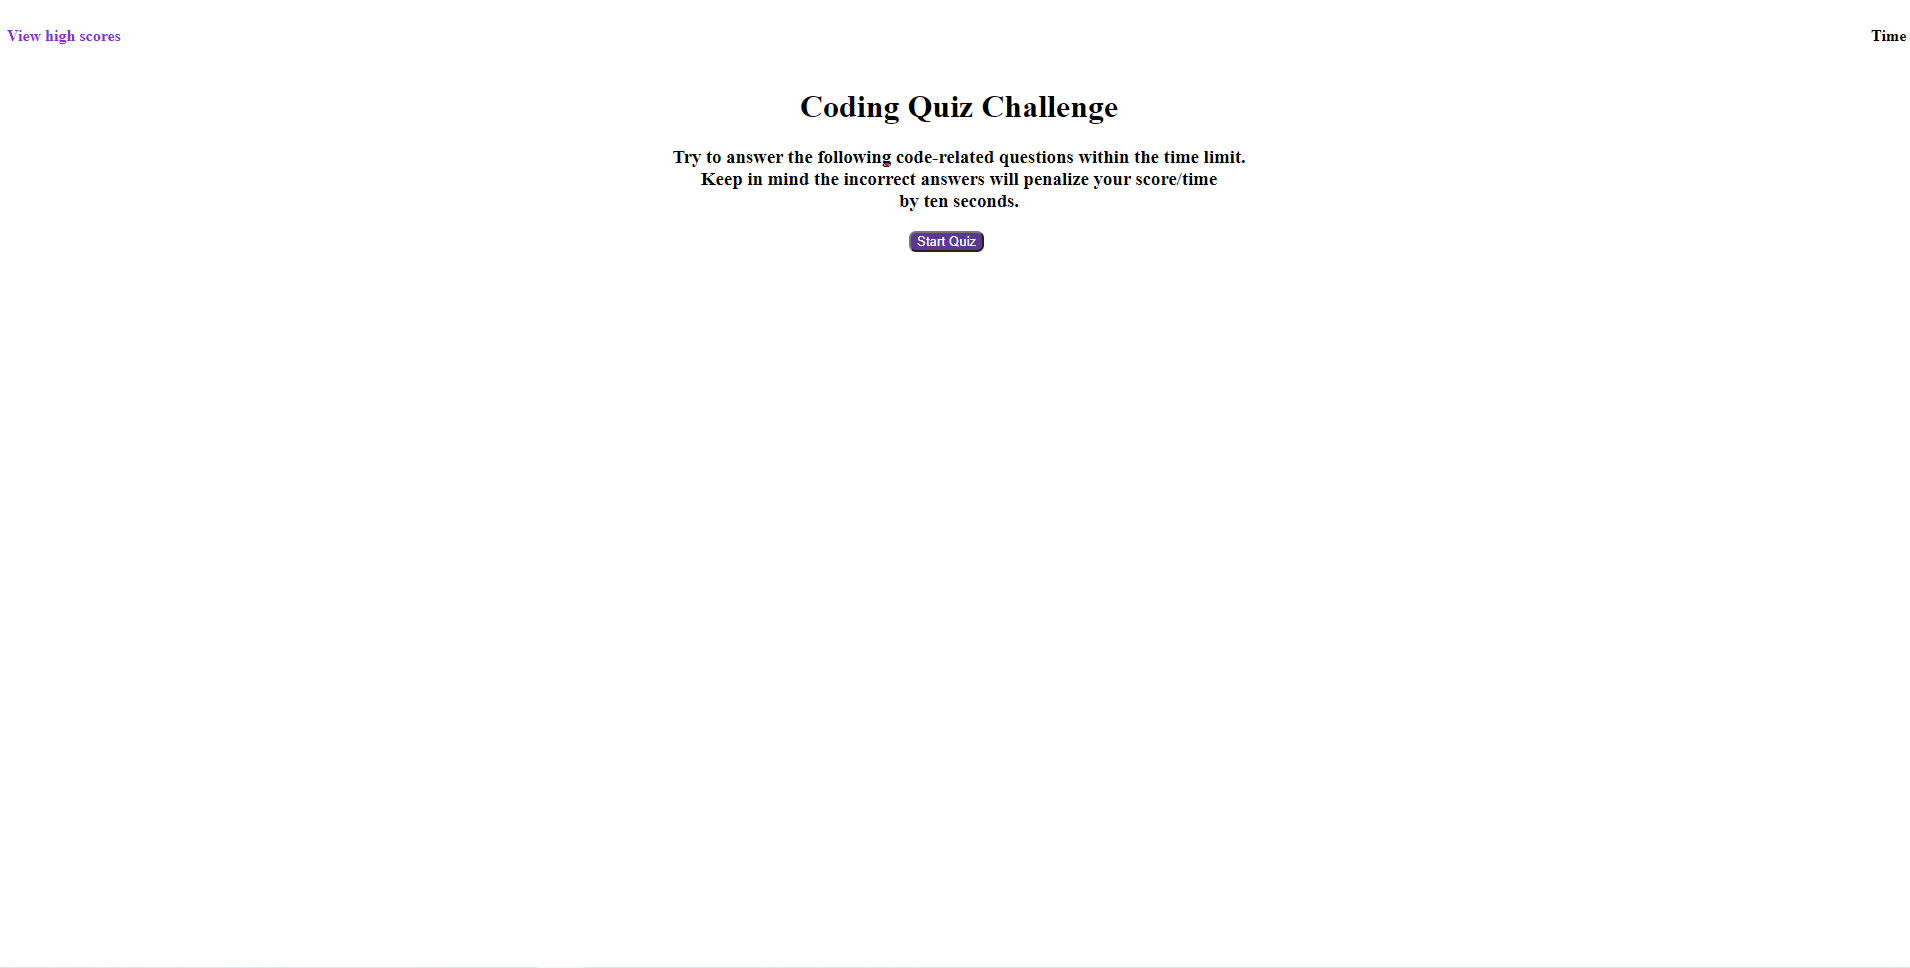 View high scores
Time
Coding Quiz Challenge
Try to answer the following code-related questions within the time limit.
Keep in mind the incorrect answers will penalize your score/time
by ten seconds.
Start Quiz